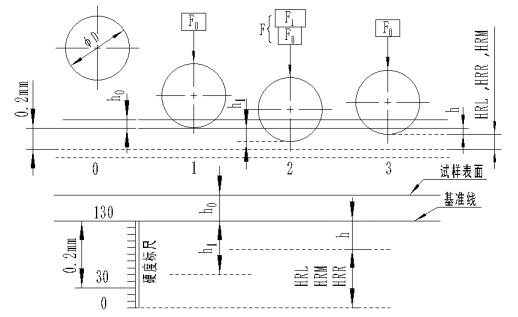 ΦD
F₀
F{
F₁
F₀
F₀
0.2mm
h₀
h₁
h
HRL ,HRR ,HRM
0
1
2
3
试样表面
基准线
130
h₀
h₁
h
0.2mm
30
0
硬度标尺
HRL
HRM
HRR